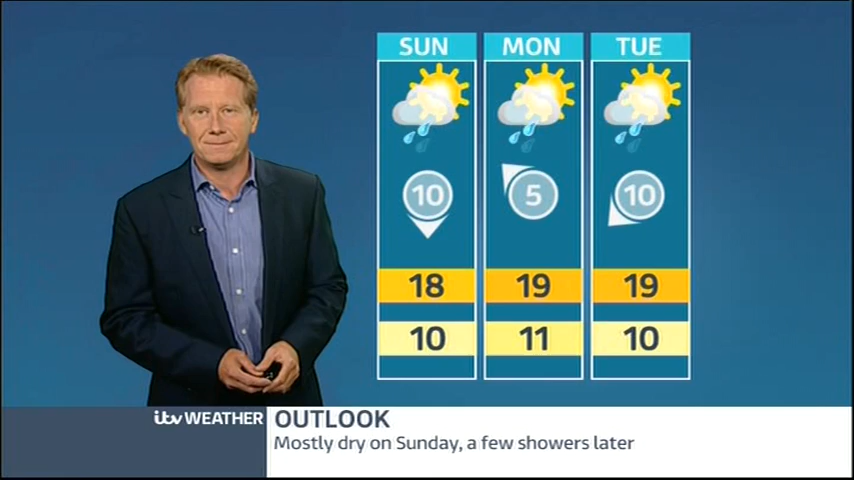 SUN MON TUE
10 5 10
18 19 19
10 11 10
itv WEATHER
OUTLOOK
Mostly dry on Sunday, a few showers later